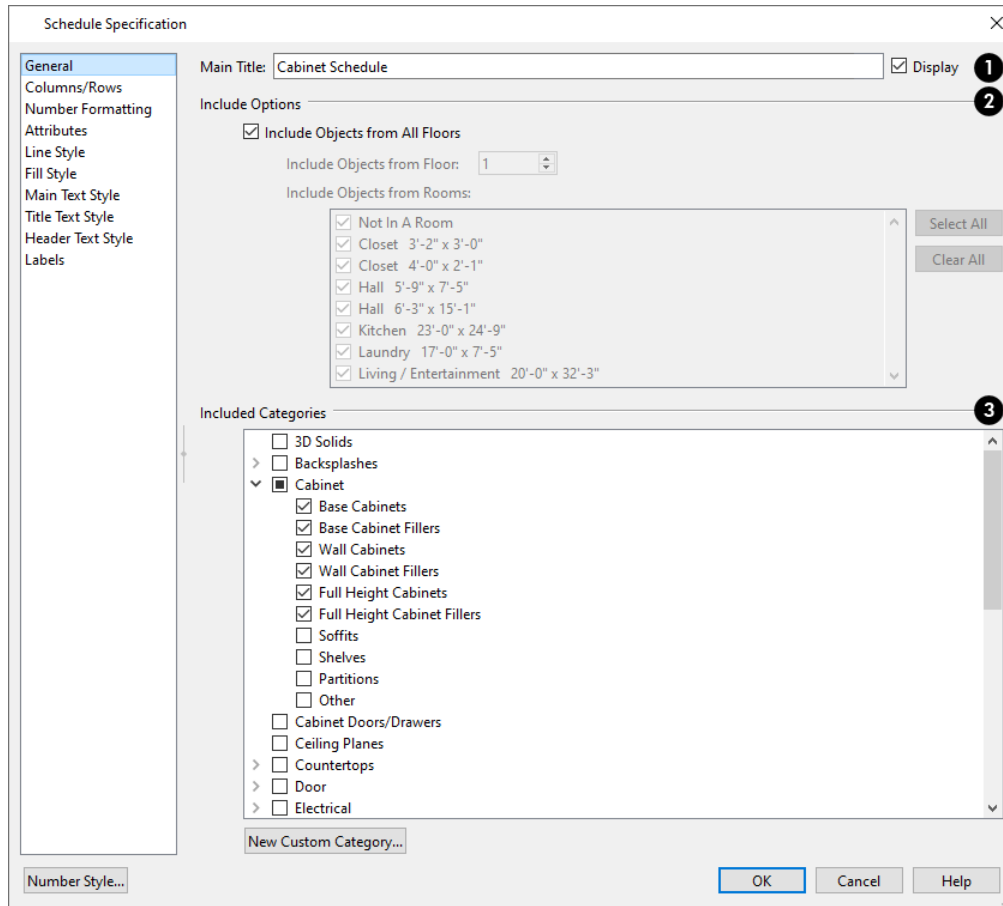 Schedule Specification
General
Columns/Rows
Number Formatting
Attributes
Line Style
Fill Style
Main Text Style
Title Text Style
Header Text Style
Labels
Main Title: Cabinet Schedule Display 1
Include Options 2
Include Objects from All Floors
Include Objects from Floor: 1
Include Objects from Rooms:
Not In A Room
Closet 3'-2" x 3'-0"
Closet 4'-0" x 2'-1"
Hall 5'-9" x 7'-5"
Hall 6'-3" x 15'-1"
Kitchen 23'-0" x 24'-9"
Laundry 17'-0" x 7'-5"
Living / Entertainment 20'-0" x 32'-3"
Select All
Clear All
Included Categories 3
3D Solids
Backsplashes
Cabinet
Base Cabinets
Base Cabinet Fillers
Wall Cabinets
Wall Cabinet Fillers
Full Height Cabinets
Full Height Cabinet Fillers
Soffits
Shelves
Partitions
Other
Cabinet Doors/Drawers
Ceiling Planes
Countertops
Door
Electrical
New Custom Category...
Number Style... OK Cancel Help